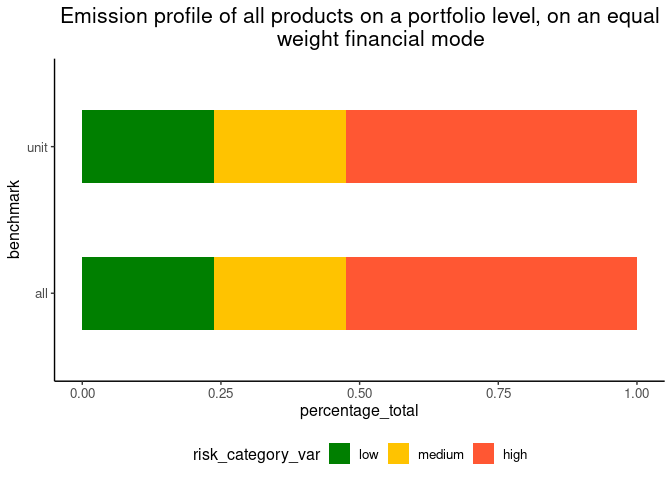 Emission profile of all products on a portfolio level, on an equal
weight financial mode
unit
all
benchmark
0.00 0.25 0.50 0.75 1.00
percentage_total
risk_category_var low medium high